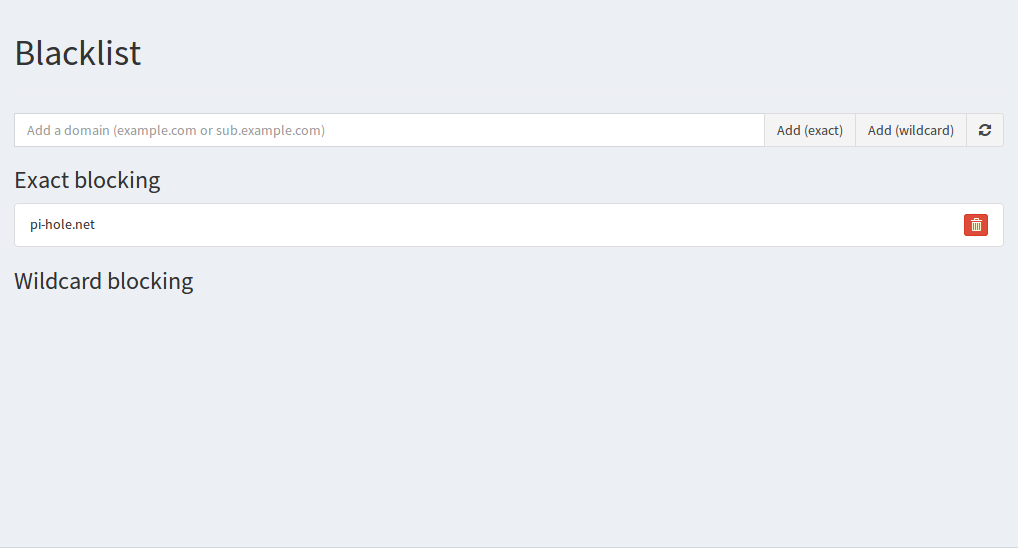 Blacklist
Add a domain (example.com or sub.example.com) Add (exact) Add (wildcard)
Exact blocking
pi-hole.net
Wildcard blocking